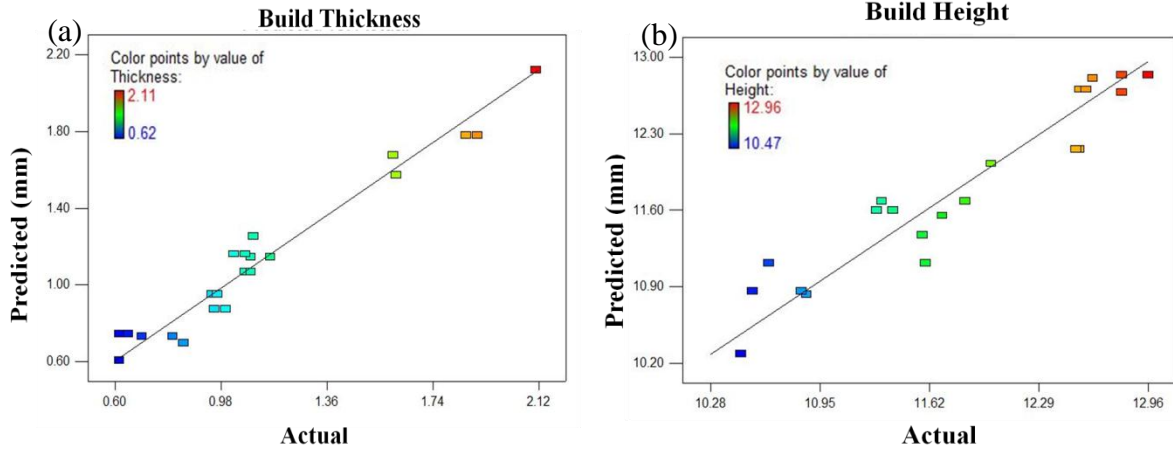 (a)
Build Thickness
Color points by value of
Thickness:
2.11
0.62
2.20
1.80
1.40
1.00
0.60
Predicted (mm)
0.60 0.98 1.36 1.74 2.12
Actual
(b)
Build Height
Color points by value of
Height:
12.96
10.47
13.00
12.30
11.60
10.90
10.20
Predicted (mm)
10.28 10.95 11.62 12.29 12.96
Actual